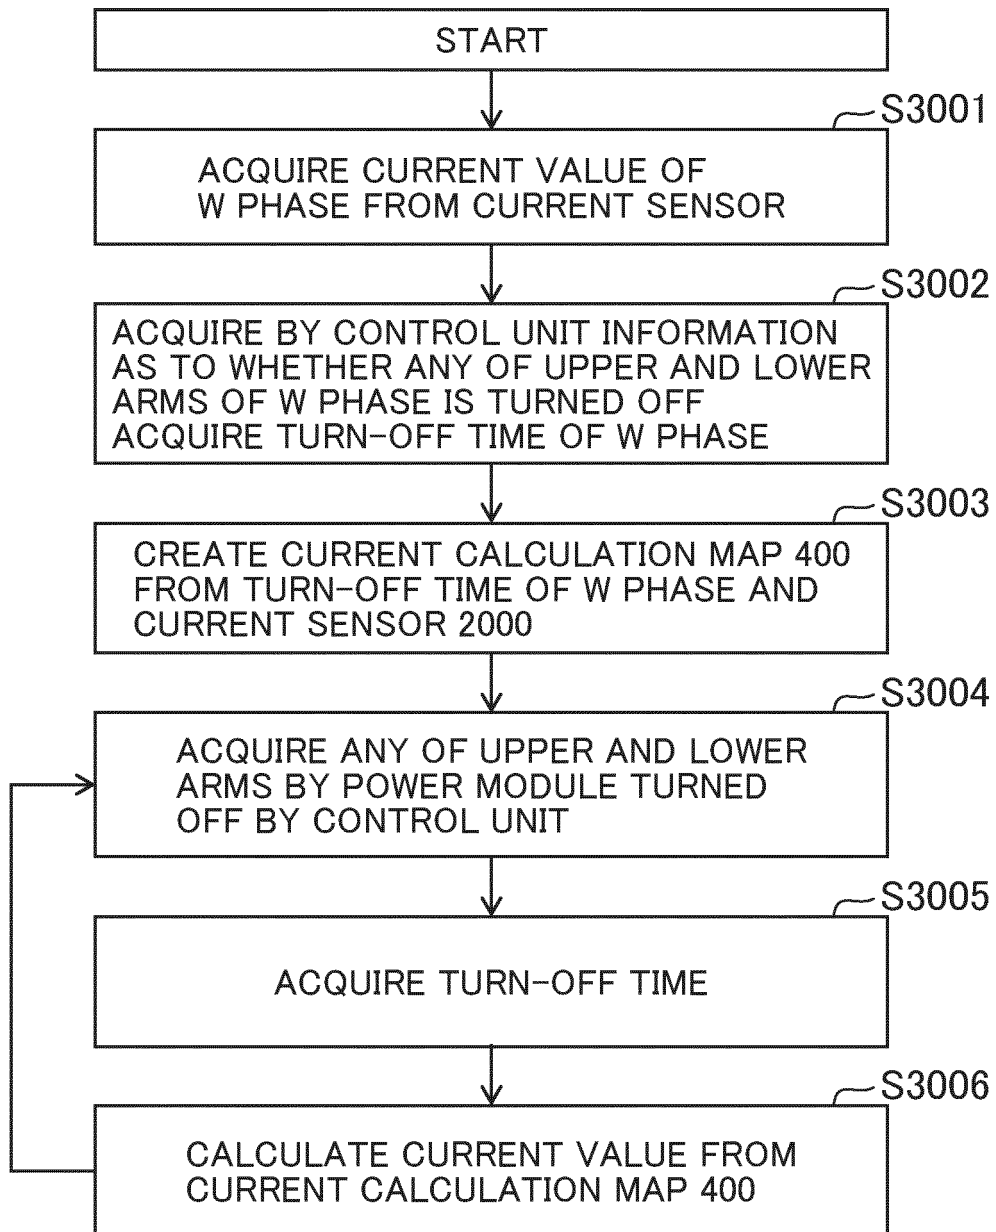 START
S3001
ACQUIRE CURRENT VALUE OF
W PHASE FROM CURRENT SENSOR
S3002
ACQUIRE BY CONTROL UNIT INFORMATION
AS TO WHETHER ANY OF UPPER AND LOWER
ARMS OF W PHASE IS TURNED OFF
ACQUIRE TURN-OFF TIME OF W PHASE
S3003
CREATE CURRENT CALCULATION MAP 400
FROM TURN-OFF TIME OF W PHASE AND
CURRENT SENSOR 2000
S3004
ACQUIRE ANY OF UPPER AND LOWER
ARMS BY POWER MODULE TURNED
OFF BY CONTROL UNIT
S3005
ACQUIRE TURN-OFF TIME
S3006
CALCULATE CURRENT VALUE FROM
CURRENT CALCULATION MAP 400